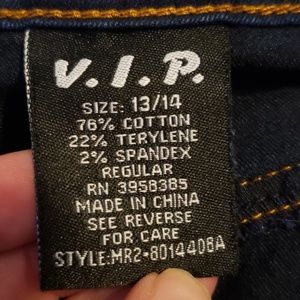 V.I.P.
SIZE: 13/14
76% COTTON
22% TERYLENE
2% SPANDEX
REGULAR
RN 3958385
MADE IN CHINA
SEE REVERSE
FOR CARE
STYLE:MR2-8014406A